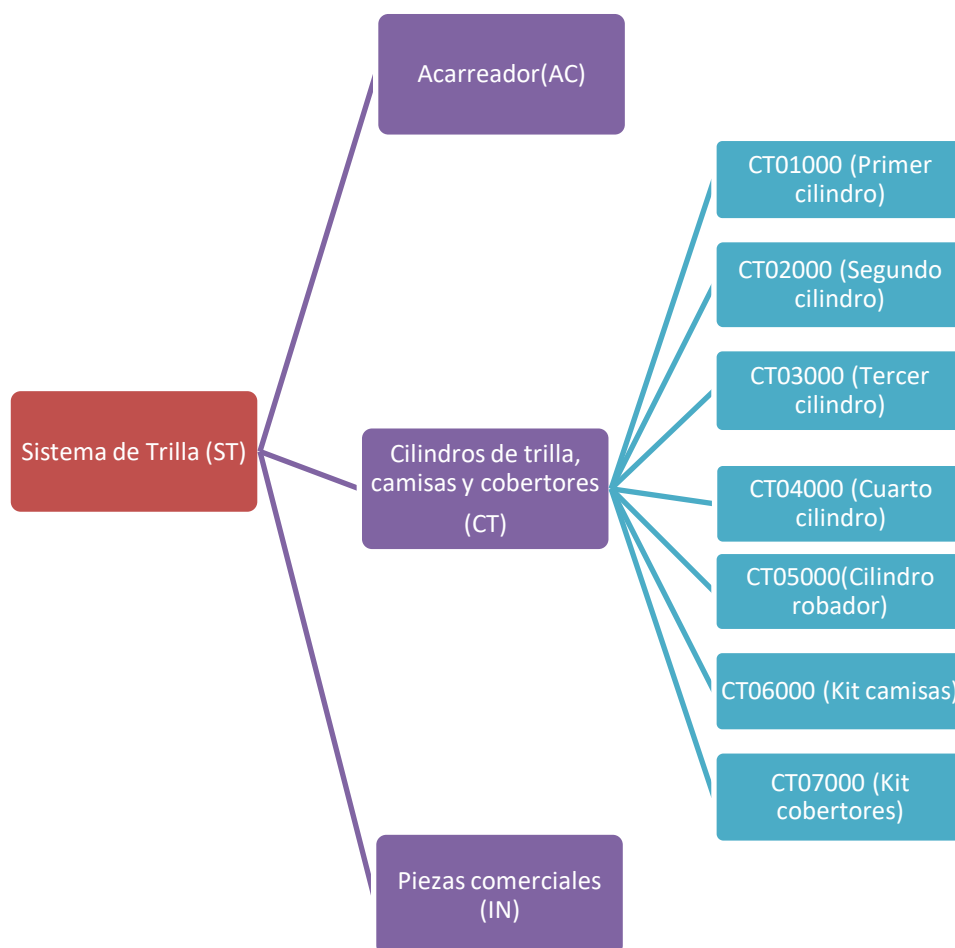 Acarreador(AC)
CT01000 (Primer
cilindro)
CT02000 (Segundo
cilindro)
CT03000 (Tercer
cilindro)
Sistema de Trilla (ST)
Cilindros de trilla,
camisas y cobertores
(CT)
CT04000 (Cuarto
cilindro)
CT05000(Cilindro
robador)
CT06000 (Kit camisas)
CT07000 (Kit
cobertores)
Piezas comerciales
(IN)